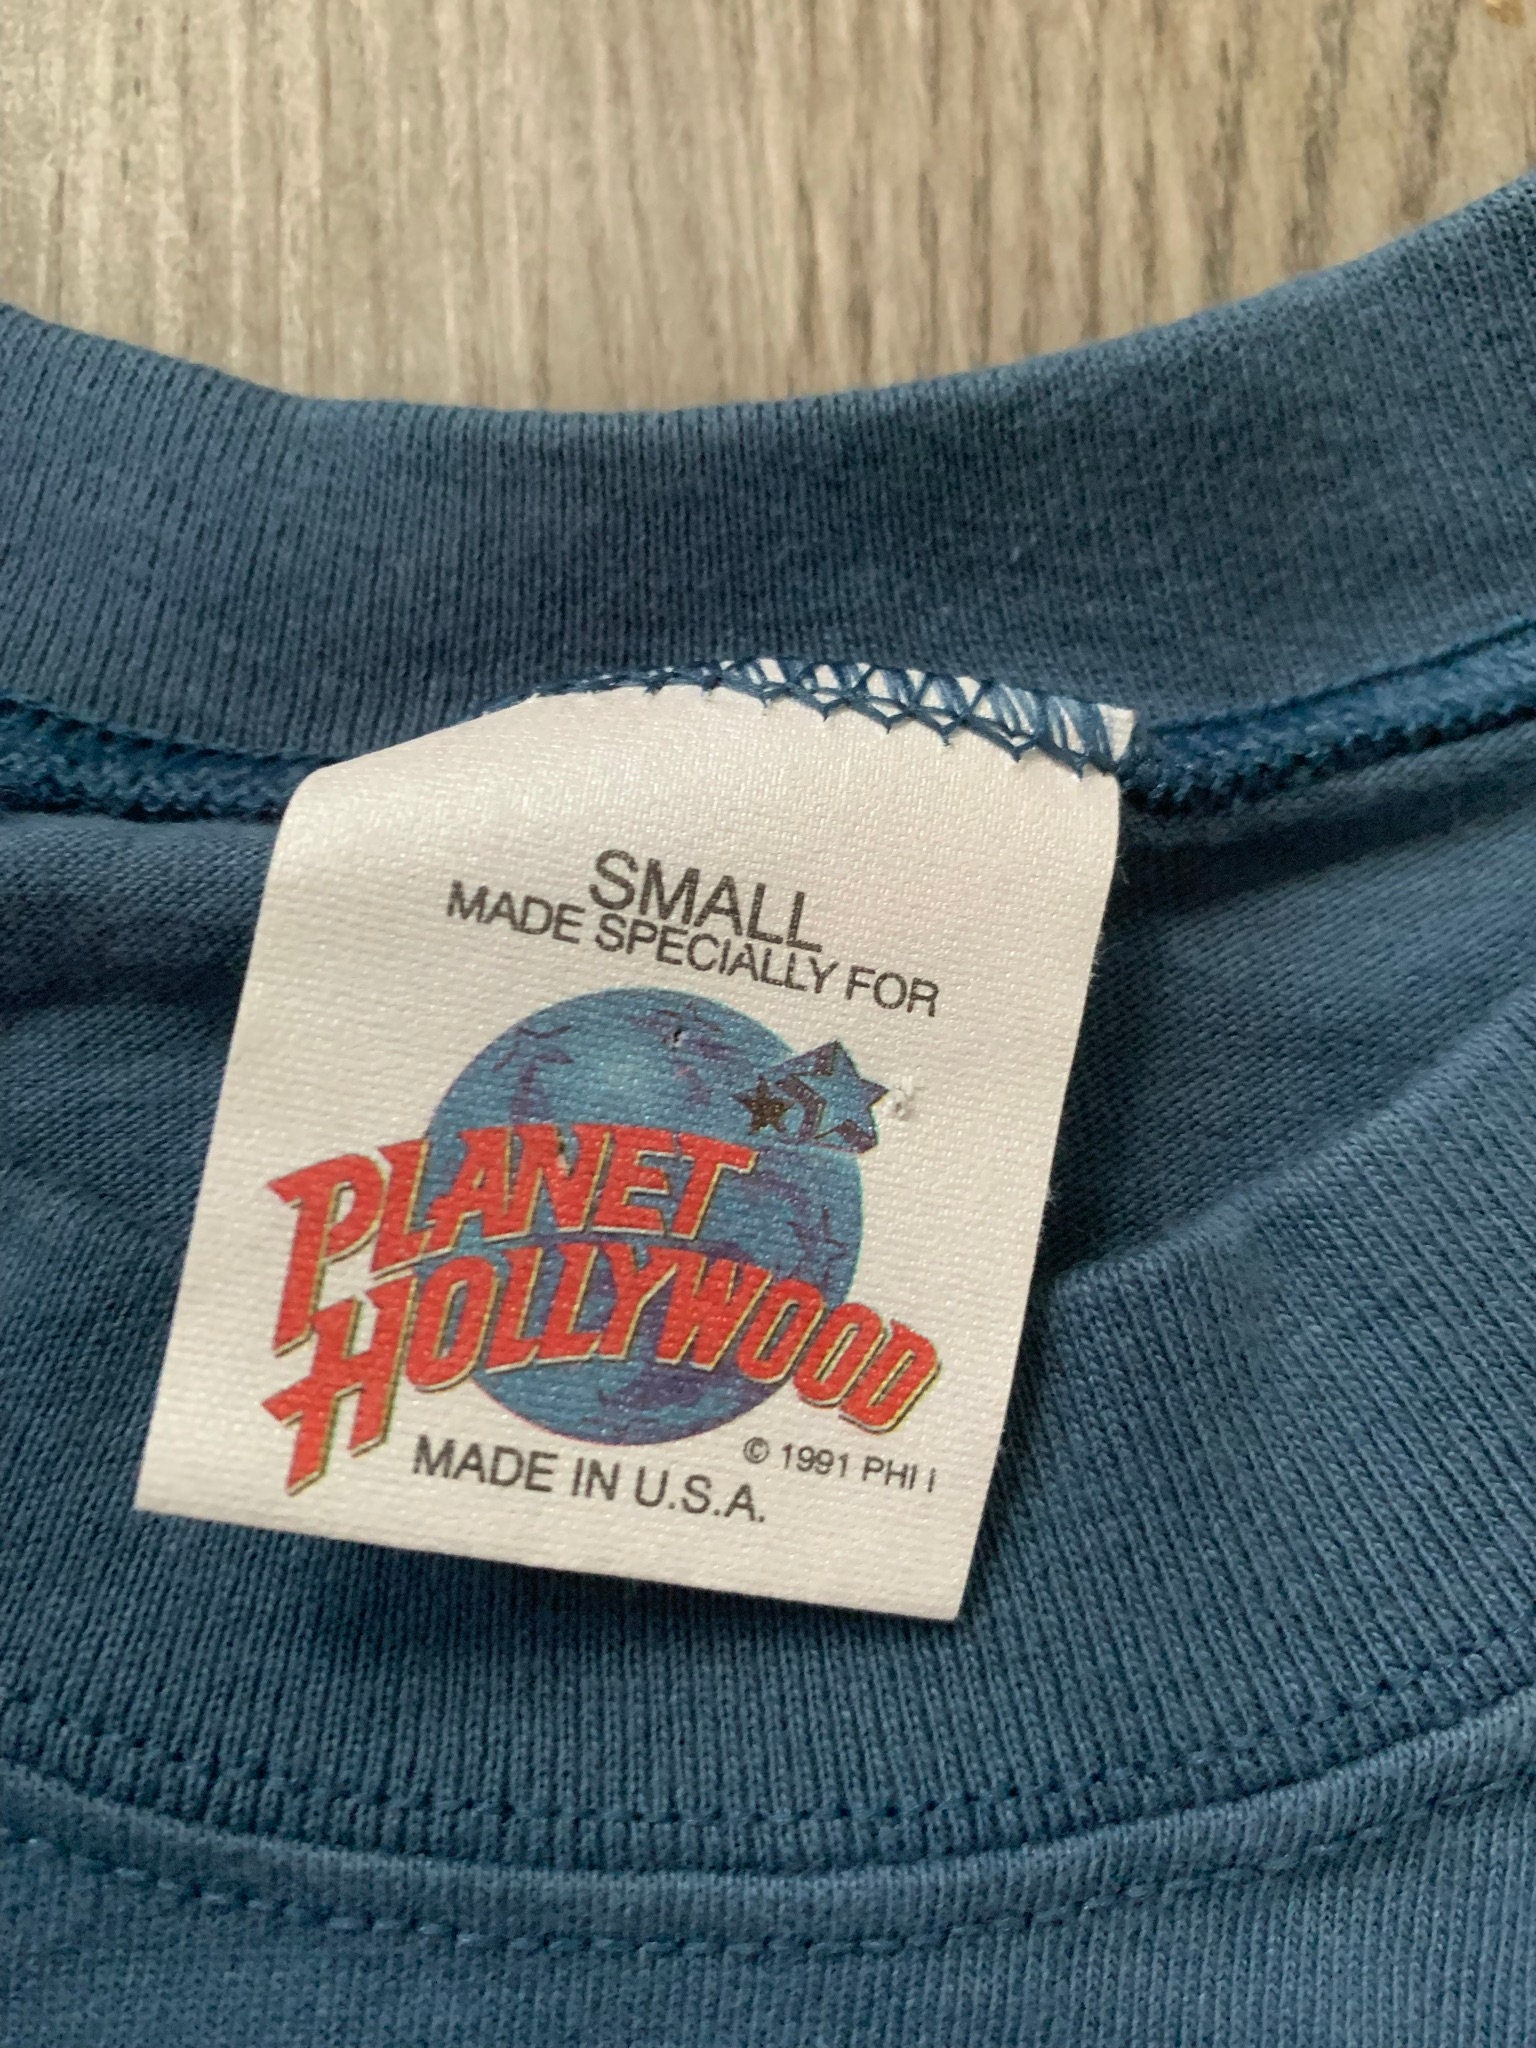 SMALL
MADE SPECIALLY FOR
PLANET
HOLLYWOOD
© 1991 PHI I
MADE IN U.S.A.